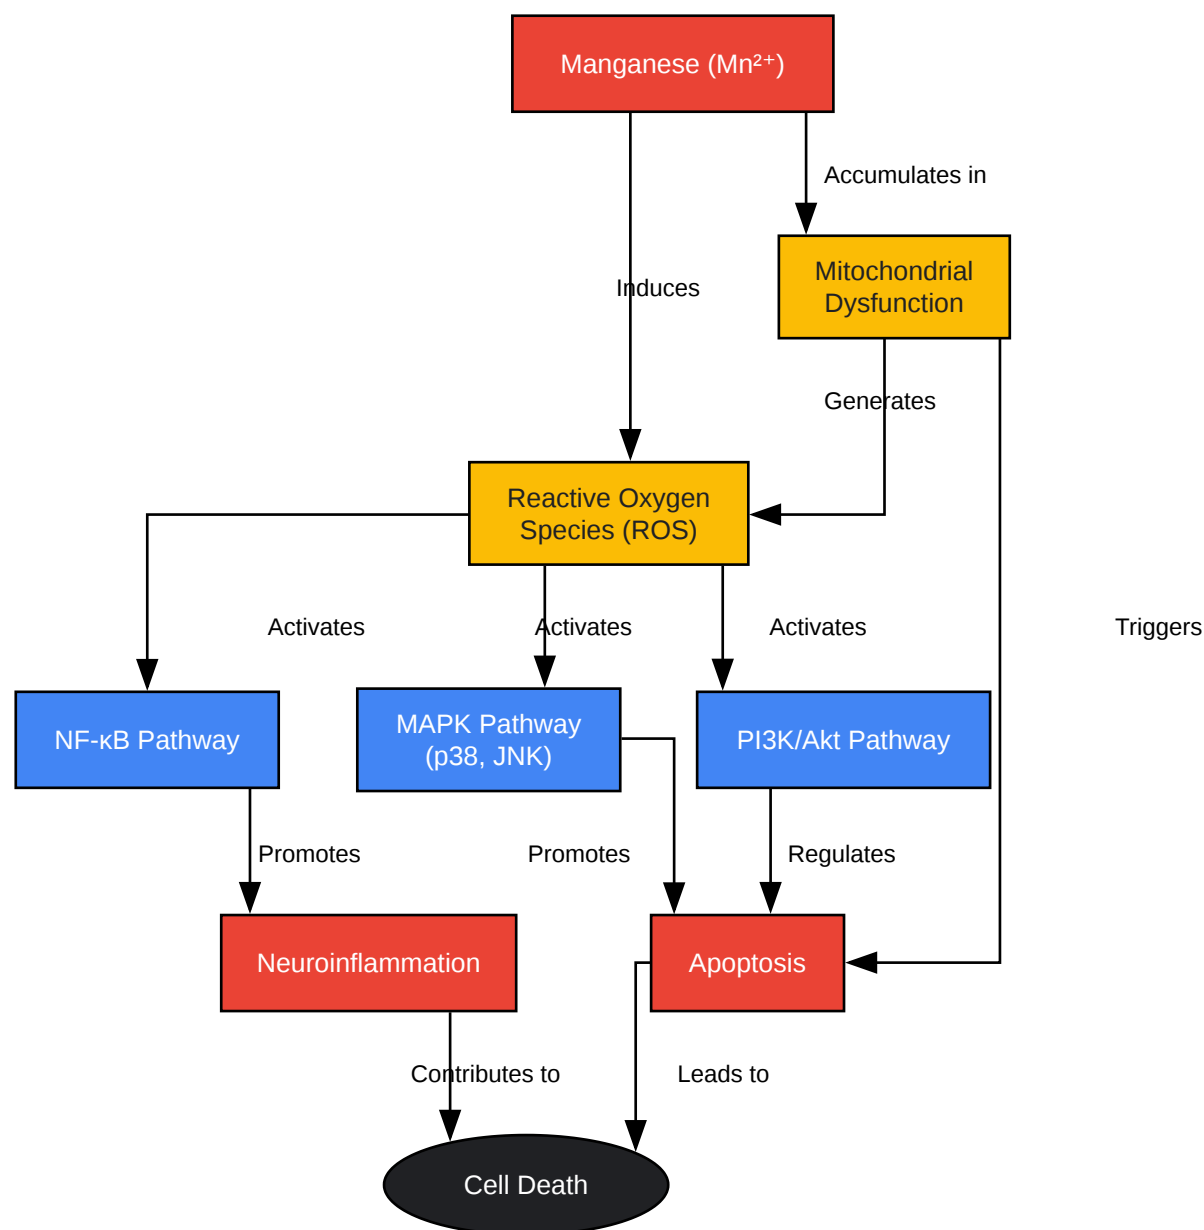 Manganese (Mn²⁺)
Accumulates in
Mitochondrial
Dysfunction
Induces
Generates
Reactive Oxygen
Species (ROS)
Activates
Activates
Activates
Triggers
NF-κB Pathway
MAPK Pathway
(p38, JNK)
PI3K/Akt Pathway
Promotes
Promotes
Regulates
Neuroinflammation
Apoptosis
Contributes to
Leads to
Cell Death